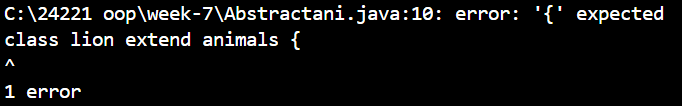 C:\24221 oop\week-7\Abstractani.java:10: error: '{' expected
class lion extend animals {
^
1 error